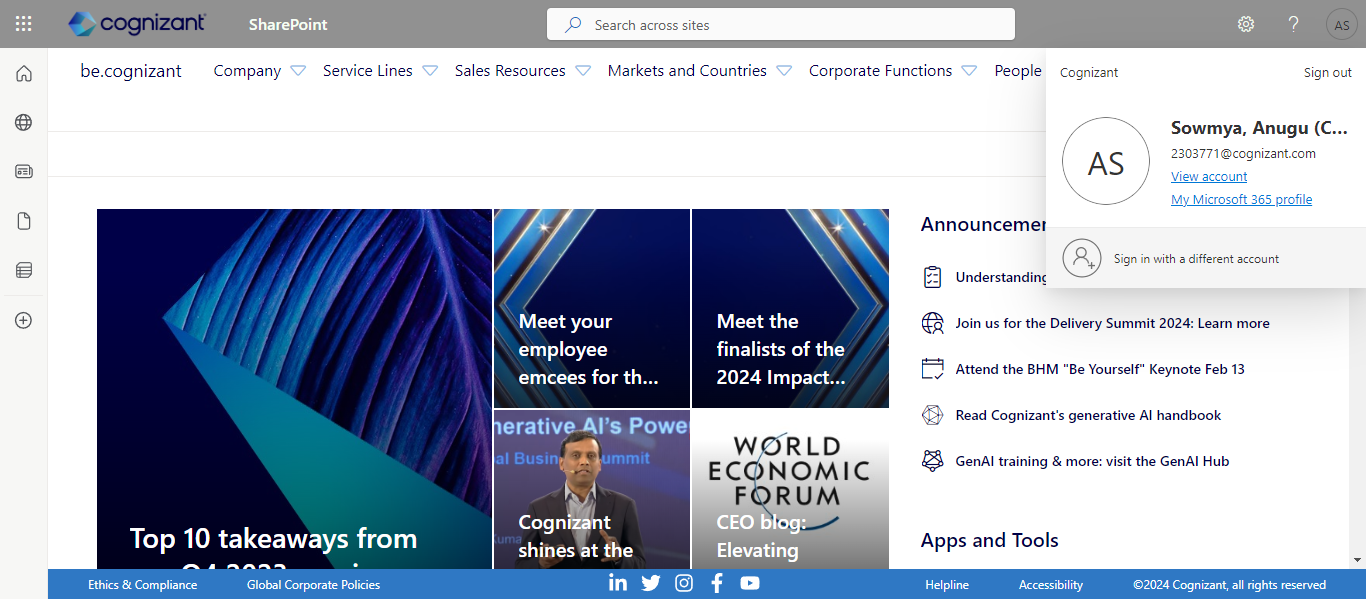 cognizant
SharePoint
Search across sites
?
AS
be.cognizant
Company
Service Lines
Sales Resources
Markets and Countries
Corporate Functions
People
Cognizant
Sign out
AS
Sowmya, Anugu (C...
2303771@cognizant.com
View account
My Microsoft 365 profile
Sign in with a different account
Top 10 takeaways from
Meet your
employee
emcees for th...
Meet the
finalists of the
2024 Impact...
nerative AI's Powe
al Busin
ummit
Cognizant
shines at the
WORLD
ECONOMIC
FORUM
CEO blog:
Elevating
Announcemen
Understanding
Join us for the Delivery Summit 2024: Learn more
Attend the BHM "Be Yourself" Keynote Feb 13
Read Cognizant's generative AI handbook
GenAI training & more: visit the GenAI Hub
Apps and Tools
Ethics & Compliance
Global Corporate Policies
Helpline
Accessibility
©2024 Cognizant, all rights reserved